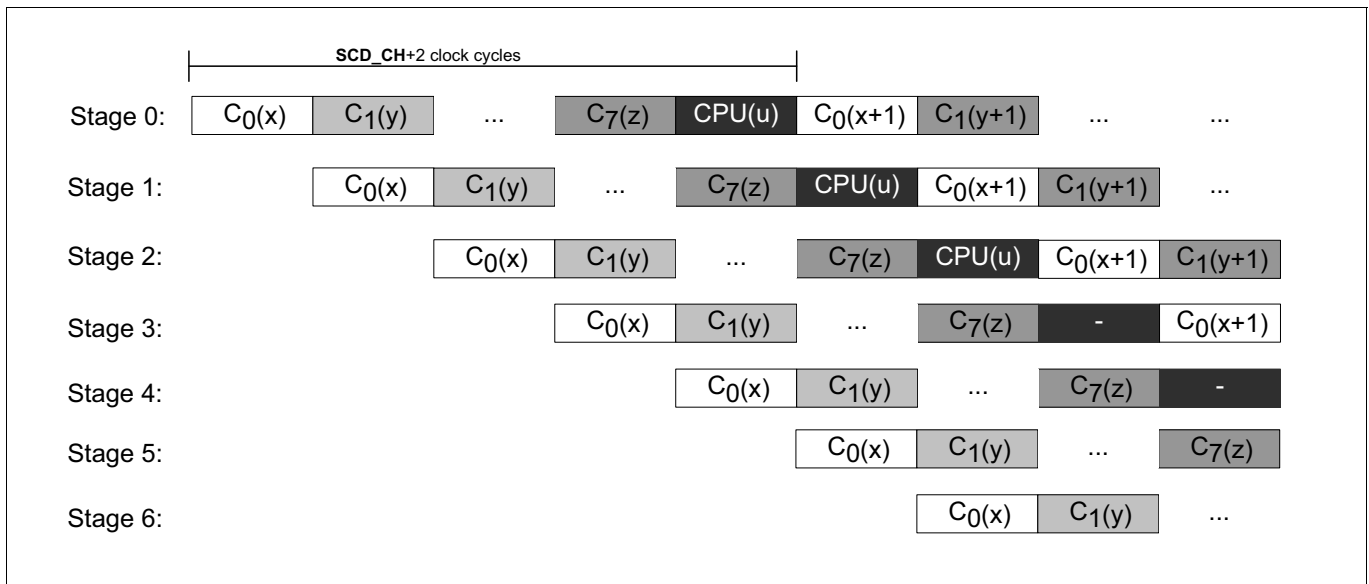 SCD_CH+2 clock cycles
Stage 0: C0(x) C1(y) ... C7(z) CPU(u) C0(x+1) C1(y+1) ... ...
Stage 1: C0(x) C1(y) ... C7(z) CPU(u) C0(x+1) C1(y+1) ...
Stage 2: C0(x) C1(y) ... C7(z) CPU(u) C0(x+1) C1(y+1)
Stage 3: C0(x) C1(y) ... C7(z) - C0(x+1)
Stage 4: C0(x) C1(y) ... C7(z) -
Stage 5: C0(x) C1(y) ... C7(z)
Stage 6: C0(x) C1(y) ...